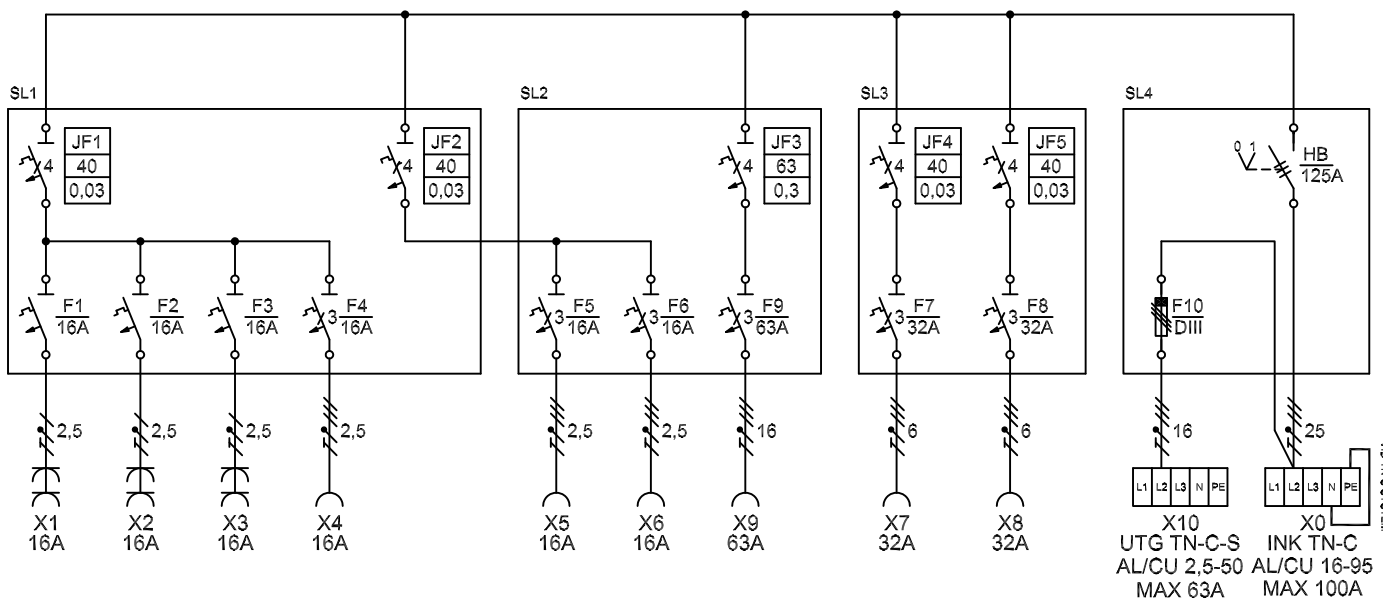 SL1
SL2
SL3
SL4
JF1
40
0,03
4
JF2
40
0,03
4
JF3
63
0,3
4
JF4
40
0,03
4
JF5
40
0,03
4
0 1
HB
125A
F1
16A
F2
16A
F3
16A
3
F4
16A
3
F5
16A
3
F6
16A
3
F9
63A
3
F7
32A
3
F8
32A
F10
DIII
2,5
2,5
2,5
2,5
2,5
2,5
16
6
6
16
25
L1 L2 L3 N PE
L1 L2 L3 N PE
X1
16A
X2
16A
X3
16A
X4
16A
X5
16A
X6
16A
X9
63A
X7
32A
X8
32A
X10
UTG TN-C-S
AL/CU 2,5-50
MAX 63A
X0
INK TN-C
AL/CU 16-95
MAX 100A